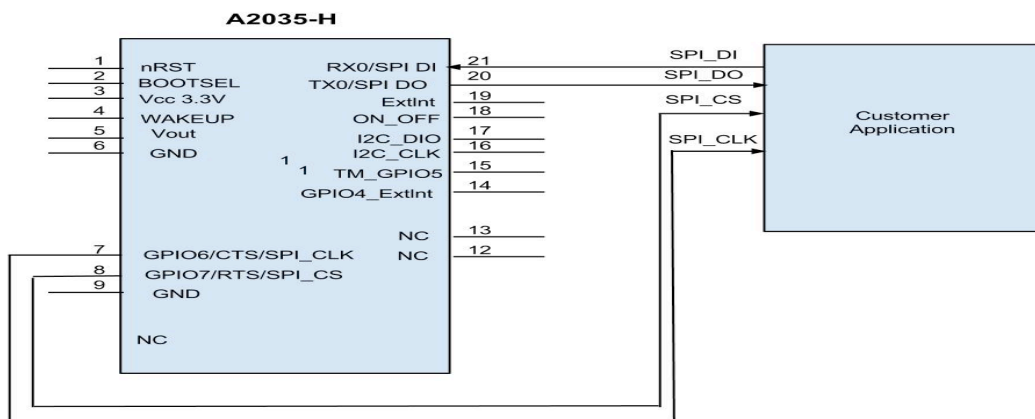 A2035-H
1
nRST
2
BOOTSEL
3
Vcc 3.3V
4
WAKEUP
5
Vout
6
GND
7
GPIO6/CTS/SPI_CLK
8
GPIO7/RTS/SPI_CS
9
GND
NC
1
1
RX0/SPI DI
21
TX0/SPI DO
20
ExtInt
19
ON_OFF
18
I2C_DIO
17
I2C_CLK
16
TM_GPIO5
15
GPIO4_ExtInt
14
NC
13
NC
12
SPI_DI
SPI_DO
SPI_CS
SPI_CLK
Customer
Application